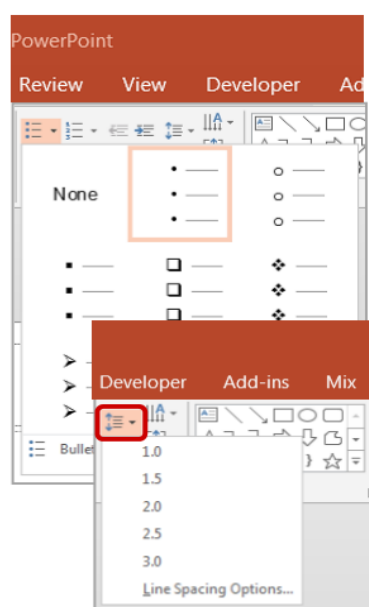 PowerPoint
Review View Developer Ad
None
Developer Add-ins Mix
1.0
1.5
2.0
2.5
3.0
Line Spacing Options...